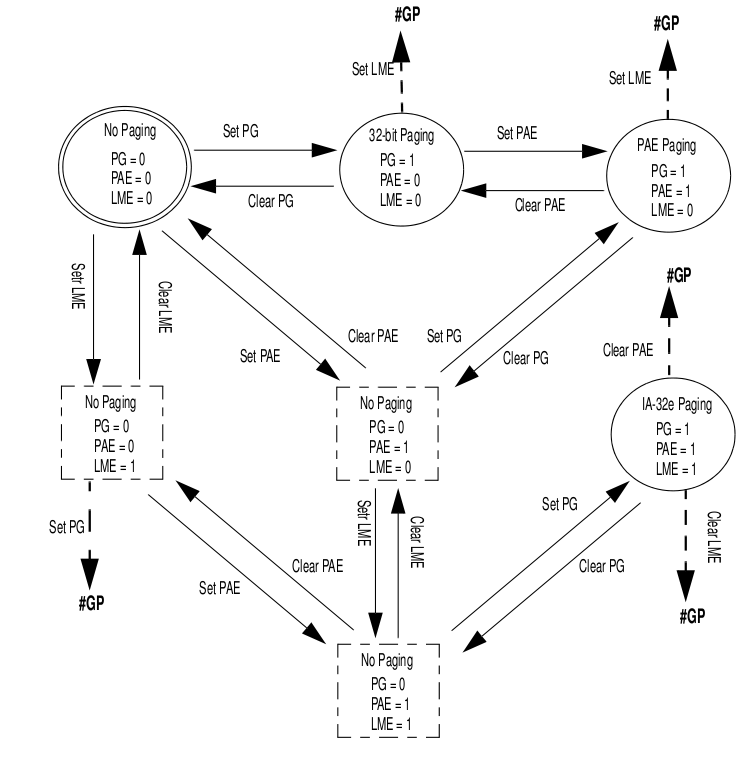 #GP
#GP
Set LME
Set LME
No Paging
PG = 0
PAE = 0
LME = 0
Set PG
Clear PG
32-bit Paging
PG = 1
PAE = 0
LME = 0
Set PAE
Clear PAE
PAE Paging
PG = 1
PAE = 1
LME = 0
Setr LME
Clear LME
Set PAE
Clear PAE
Set PG
Clear PG
#GP
Clear PAE
No Paging
PG = 0
PAE = 0
LME = 1
No Paging
PG = 0
PAE = 1
LME = 0
IA-32e Paging
PG = 1
PAE = 1
LME = 1
Set PG
#GP
Set PAE
Clear PAE
Setr LME
Clear LME
Set PG
Clear PG
Clear LME
#GP
No Paging
PG = 0
PAE = 1
LME = 1